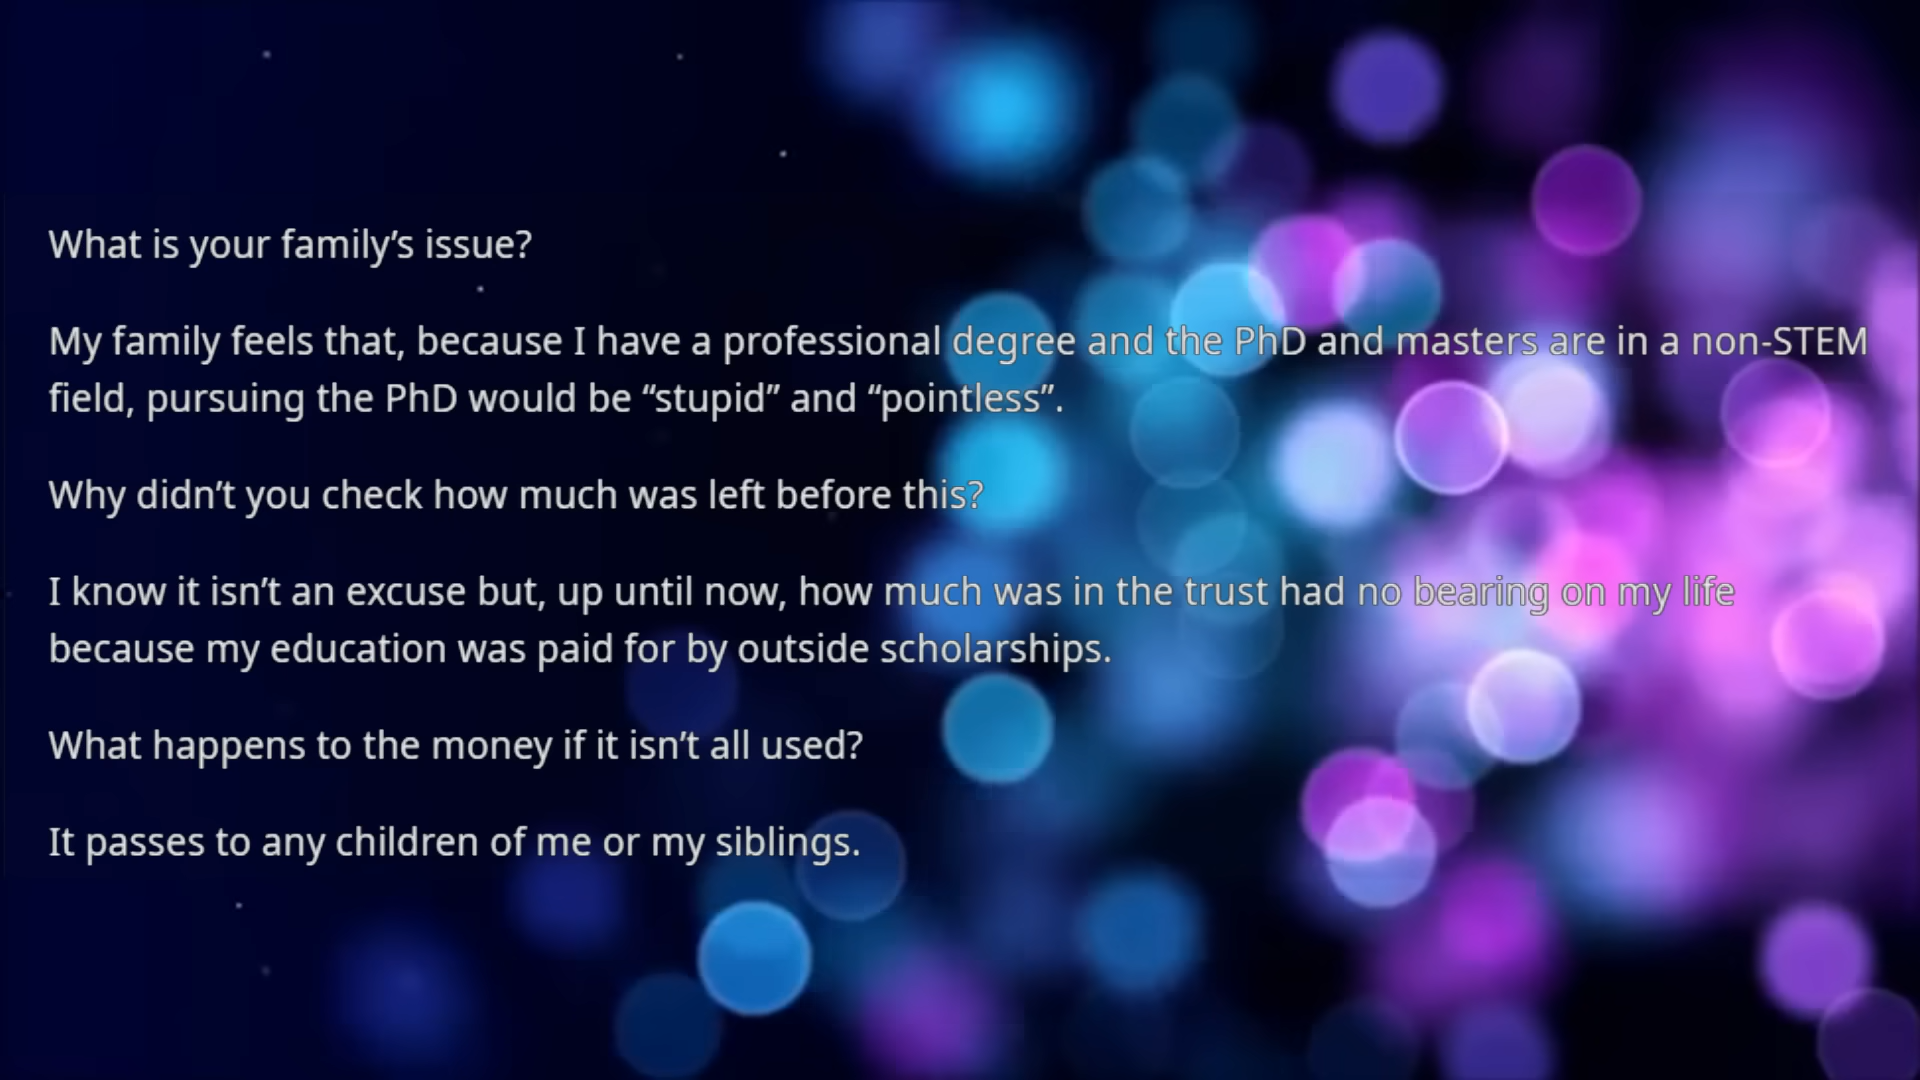 What is your family’s issue?
My family feels that, because I have a professional degree and the PhD and masters are in a non-STEM
field, pursuing the PhD would be “stupid” and “pointless”.
Why didn’t you check how much was left before this?
I know it isn’t an excuse but, up until now, how much was in the trust had no bearing on my life
because my education was paid for by outside scholarships.
What happens to the money if it isn’t all used?
It passes to any children of me or my siblings.